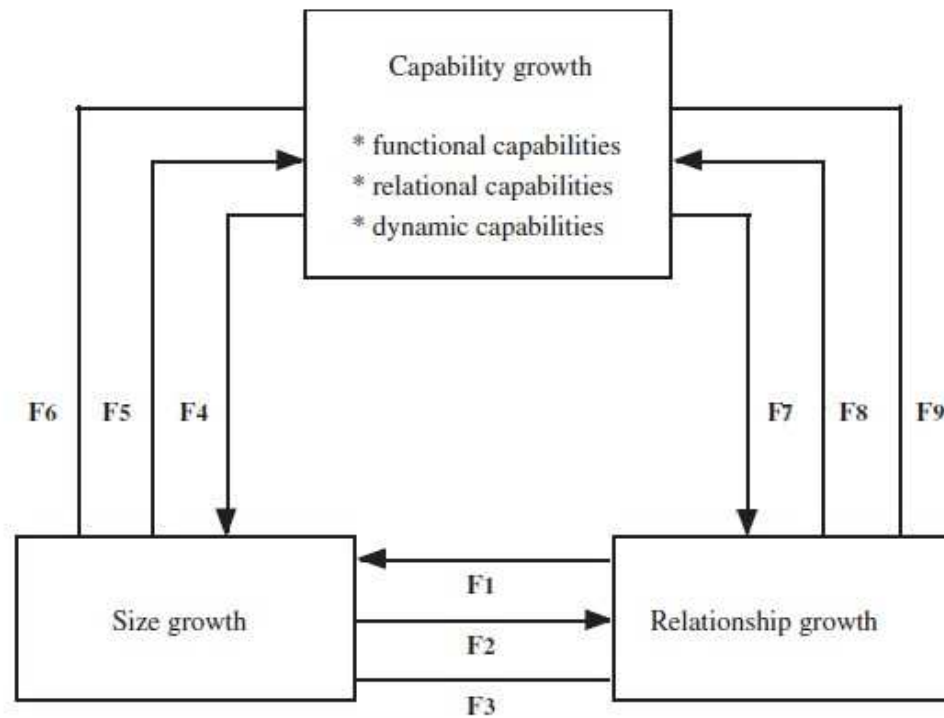 Capability growth
* functional capabilities
* relational capabilities
* dynamic capabilities
F6 F5 F4 F7 F8 F9
F1
Size growth Relationship growth
F2
F3